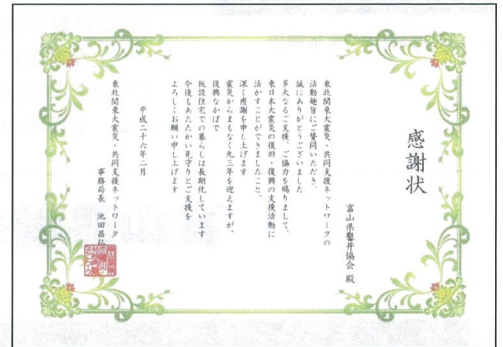 感謝状
富山県鑿井協会 殿
東北関東大震災・共同支援ネットワークの
活動趣旨にご賛同いただき、
誠にありがとうございました
多大なるご支援、ご協力を賜りまして、
東日本大震災の復旧・復興の支援活動に
活かすことができましたこと、
深く感謝を申し上げます
震災からまもなく丸三年を迎えますが、
復興なかばで
仮設住宅での暮らしは長期化しています
今後もあたたかい見守りとご支援を
よろしくお願い申し上げます
平成二十六年二月
東北関東大震災・共同支援ネットワーク
事務局長 池田昌弘